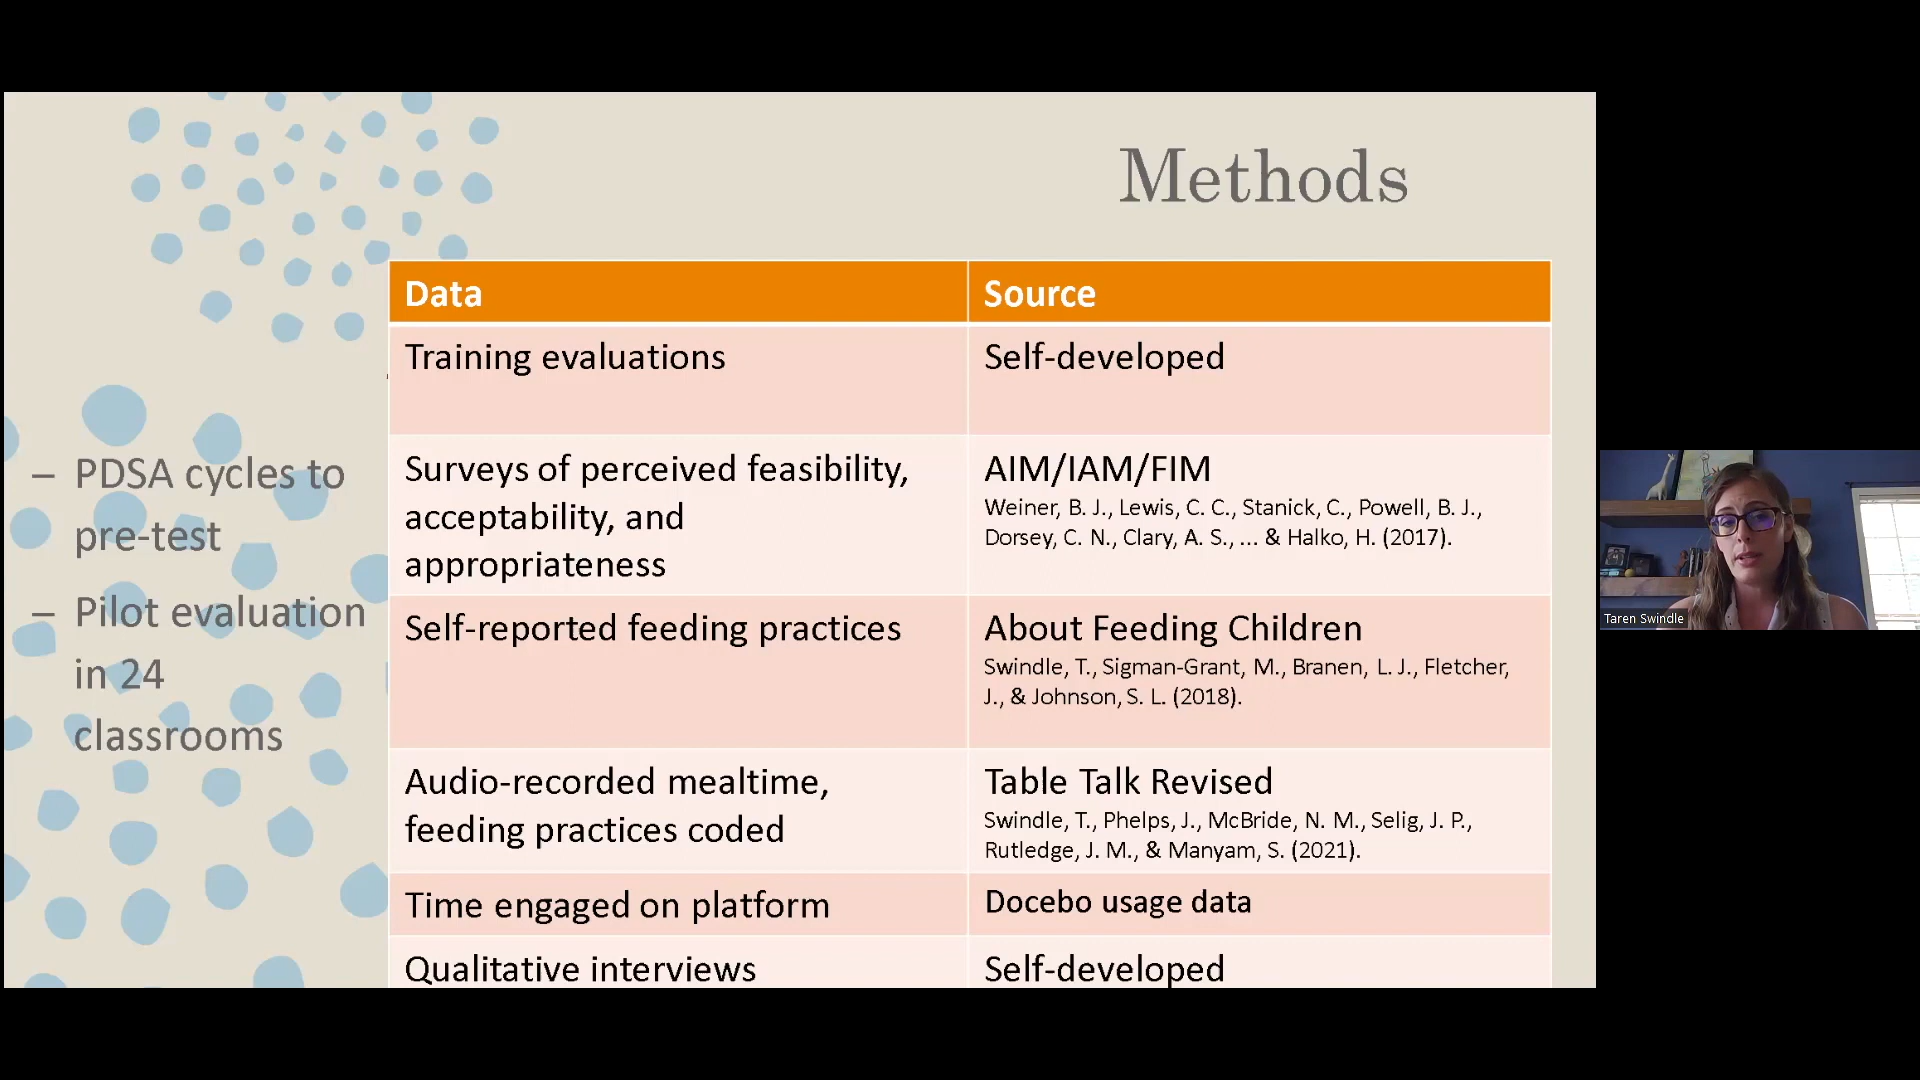 Methods
– PDSA cycles to
pre-test
– Pilot evaluation
in 24
classrooms
Data
Source
Training evaluations
Self-developed
Surveys of perceived feasibility,
acceptability, and
appropriateness
AIM/IAM/FIM
Weiner, B. J., Lewis, C. C., Stanick, C., Powell, B. J.,
Dorsey, C. N., Clary, A. S., ... & Halko, H. (2017).
Self-reported feeding practices
About Feeding Children
Swindle, T., Sigman-Grant, M., Branen, L. J., Fletcher,
J., & Johnson, S. L. (2018).
Audio-recorded mealtime,
feeding practices coded
Table Talk Revised
Swindle, T., Phelps, J., McBride, N. M., Selig, J. P.,
Rutledge, J. M., & Manyam, S. (2021).
Time engaged on platform
Docebo usage data
Qualitative interviews
Self-developed
Taren Swindle